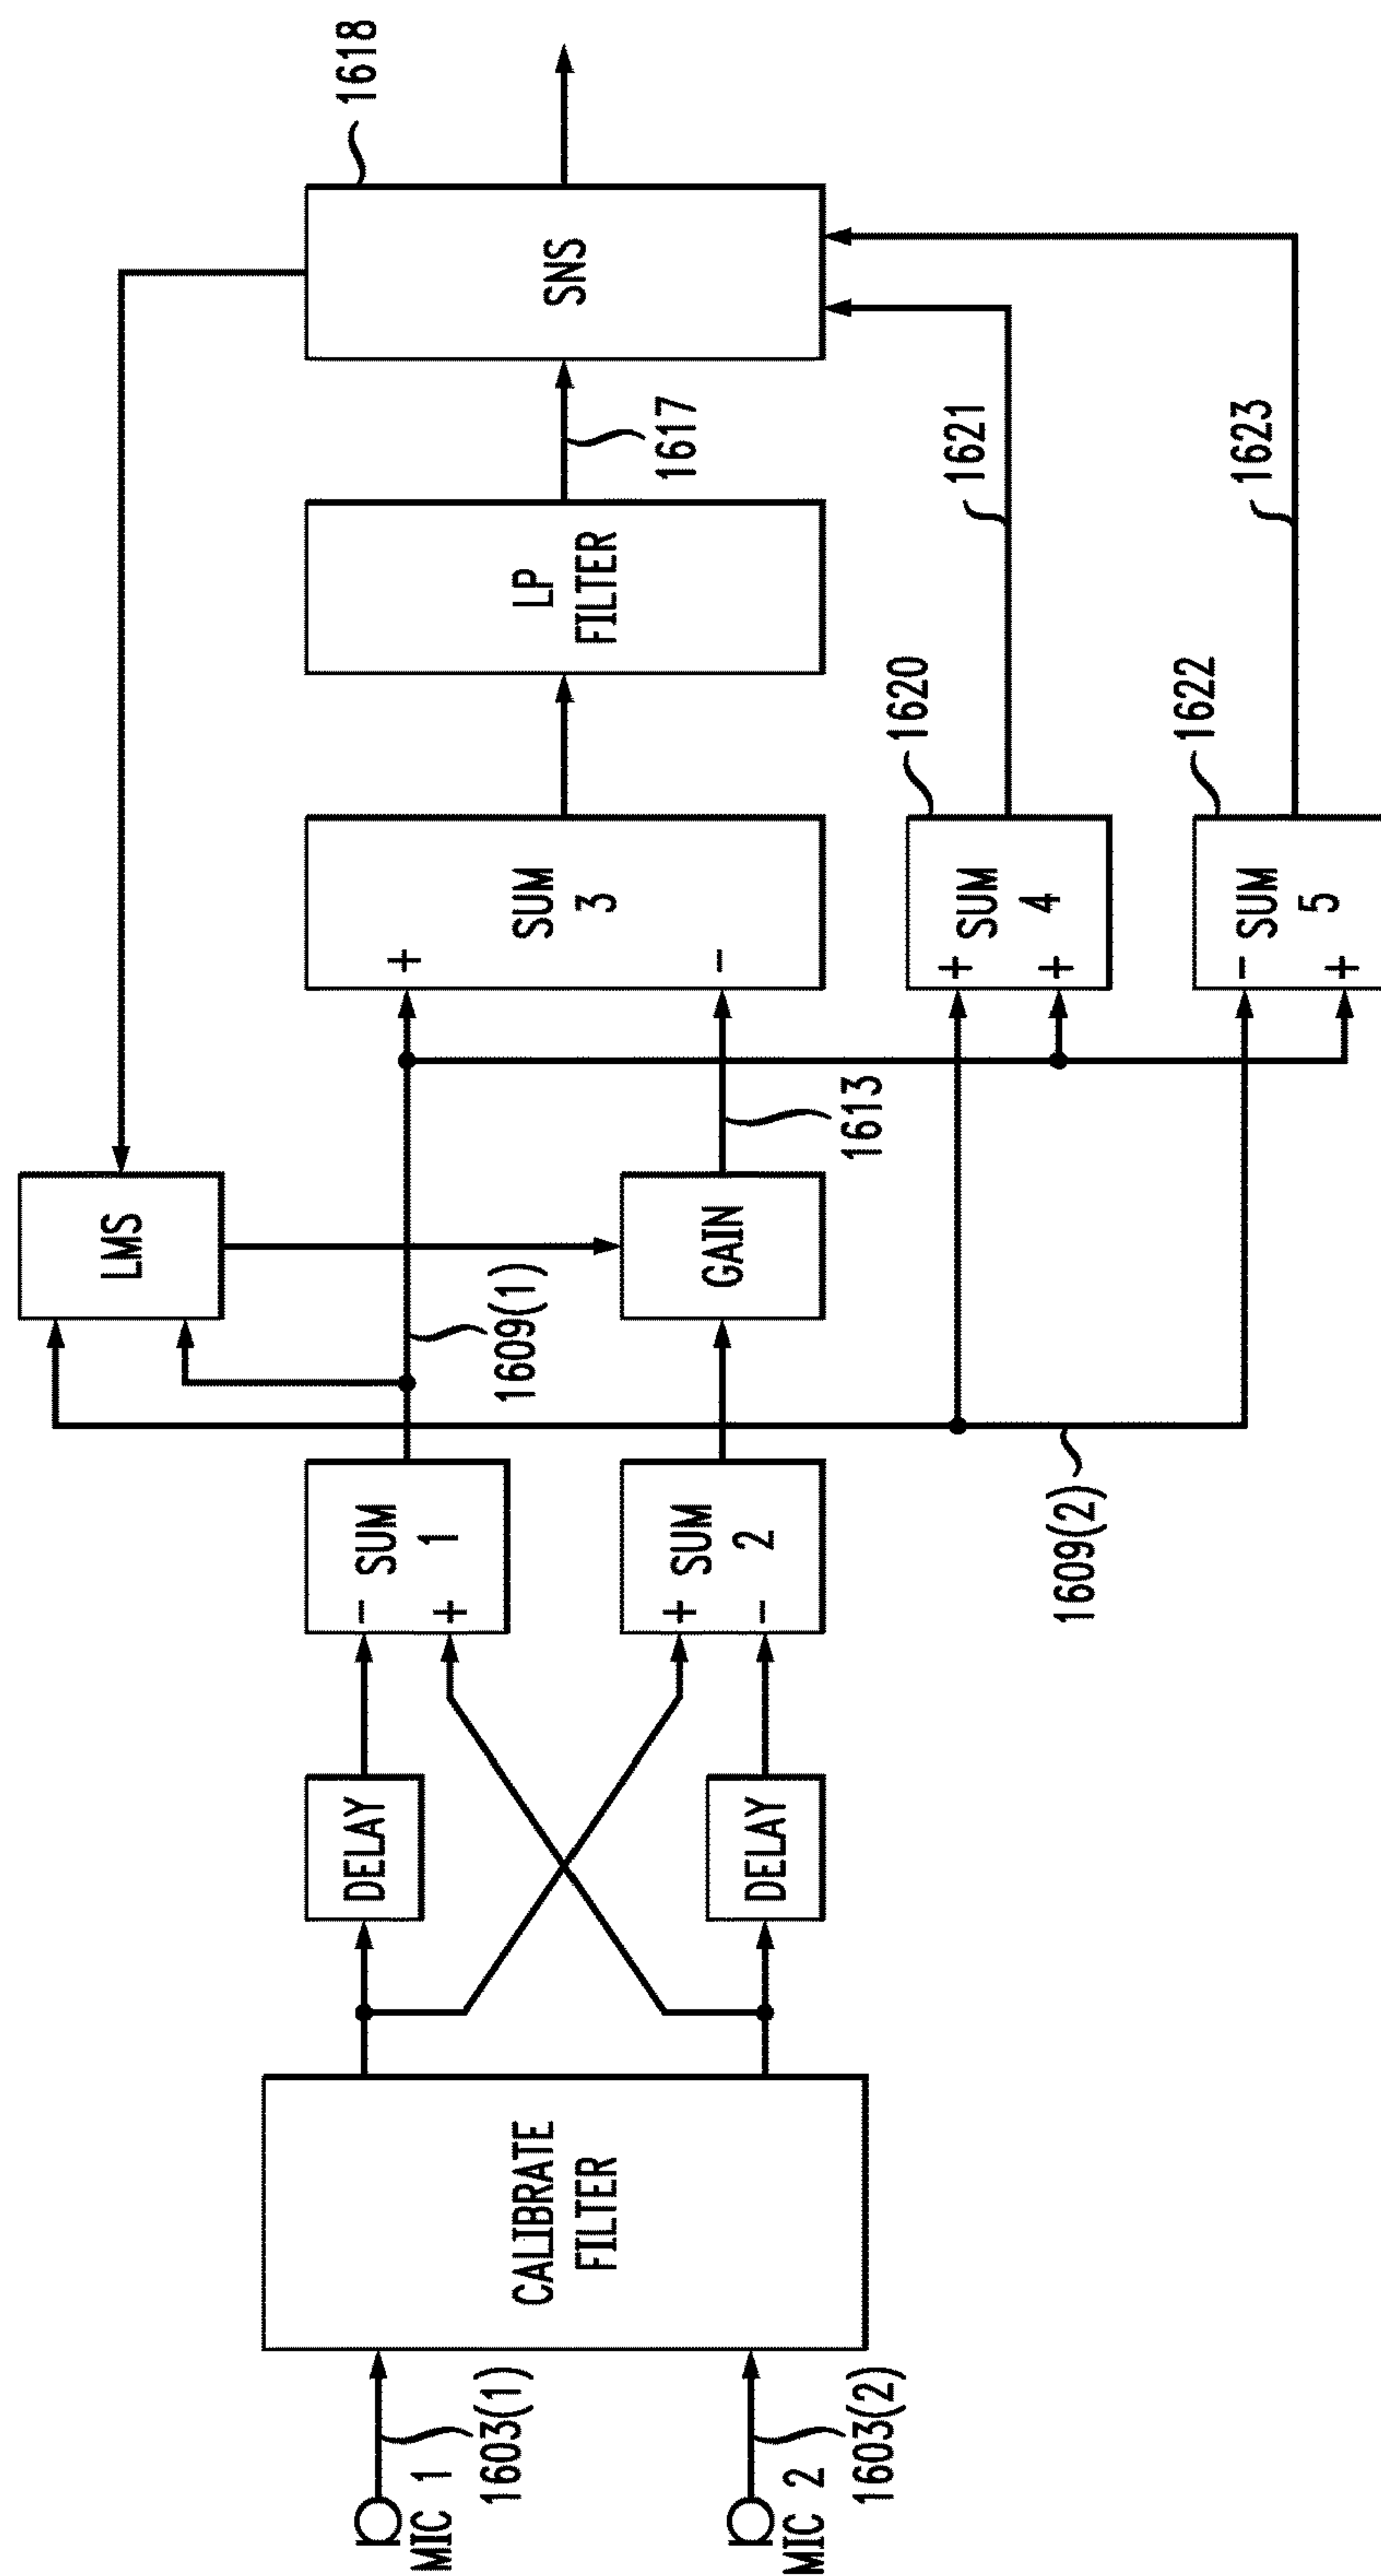 MIC 1
1603(1)
MIC 2
1603(2)
CALIBRATE
FILTER
DELAY
DELAY
- SUM
1
+
+ SUM
2
-
1609(1)
1609(2)
LMS
GAIN
1613
+
SUM
3
-
+
SUM
4
+
1620
-
SUM
5
+
1622
LP
FILTER
1617
1621
1623
SNS
1618